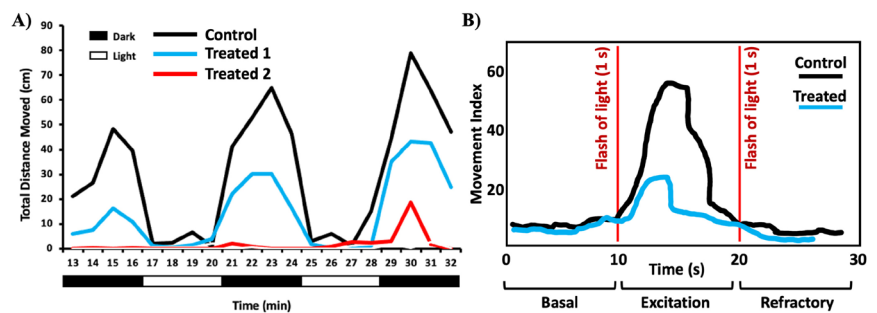 A)
90
80
70
60
50
40
30
20
10
0
Total Distance Moved (cm)
Dark
Light
Control
Treated 1
Treated 2
13 14 15 16 17 18 19 20 21 22 23 24 25 26 27 28 29 30 31 32
Time (min)
B)
60
40
20
0
Movement Index
Flash of light (1 s)
Flash of light (1 s)
Control
Treated
10 20 30
Time (s)
Basal Excitation Refractory